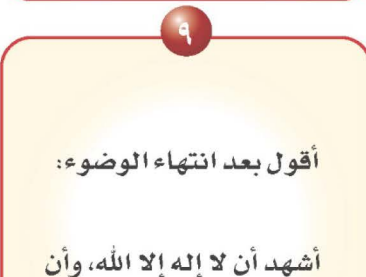 ٩
أقول بعد انتهاء الوضوء:
أشهد أن لا إله إلا الله، وأن